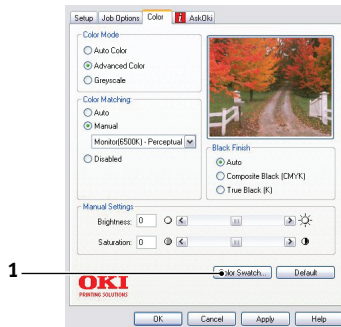 Setup Job Options Color AskOki
Color Mode
Auto Color
Advanced Color
Greyscale
Color Matching:
Auto
Manual
Monitor(6500K) - Perceptual
Disabled
Black Finish
Auto
Composite Black (CMYK)
True Black (K)
Manual Settings
Brightness: 0
Saturation: 0
1
Color Swatch... Default
OKI
PRINTING SOLUTIONS
OK Cancel Apply Help